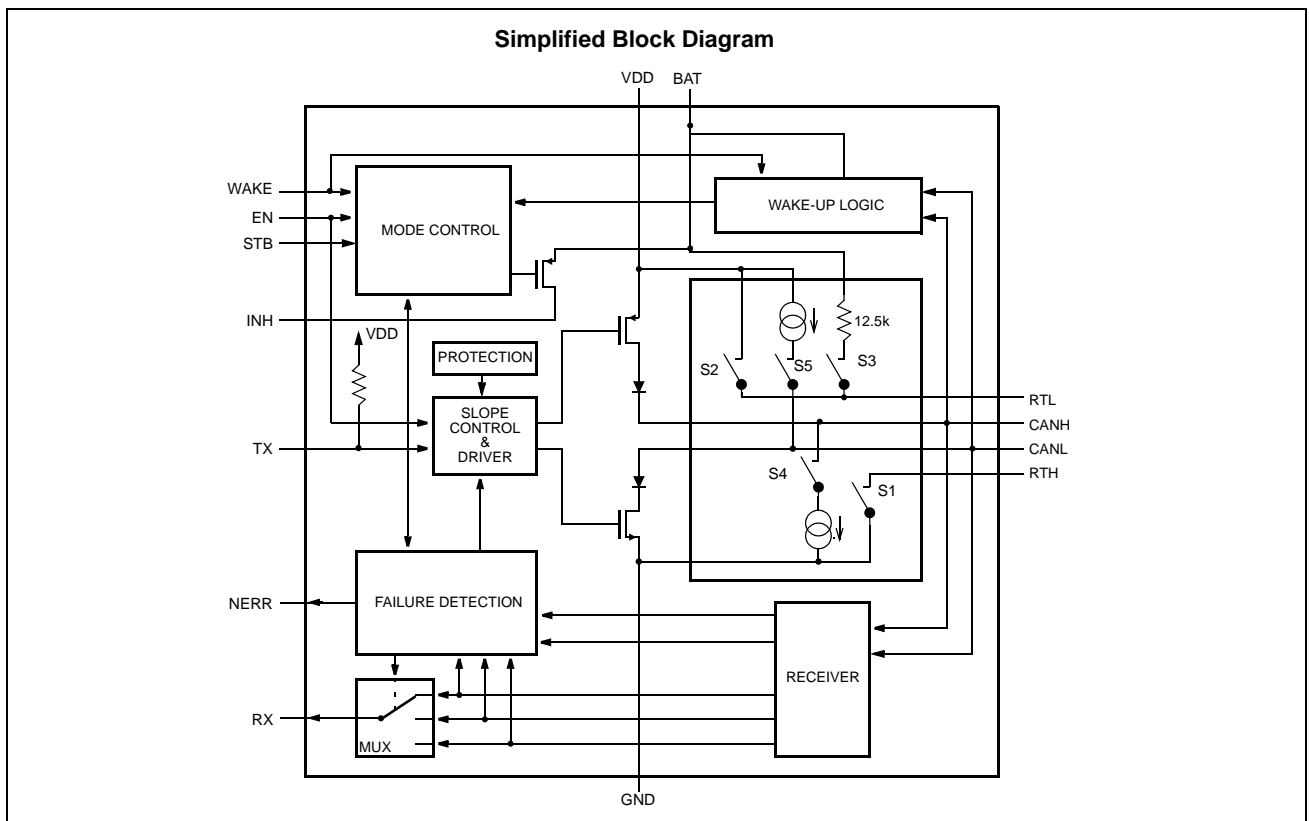 Simplified Block Diagram
VDD BAT
WAKE
EN
STB
INH
MODE CONTROL
WAKE-UP LOGIC
VDD
12.5k
PROTECTION
S2
S5
S3
TX
SLOPE
CONTROL
&
DRIVER
RTL
CANH
CANL
RTH
S4
S1
NERR
FAILURE DETECTION
RX
MUX
RECEIVER
GND